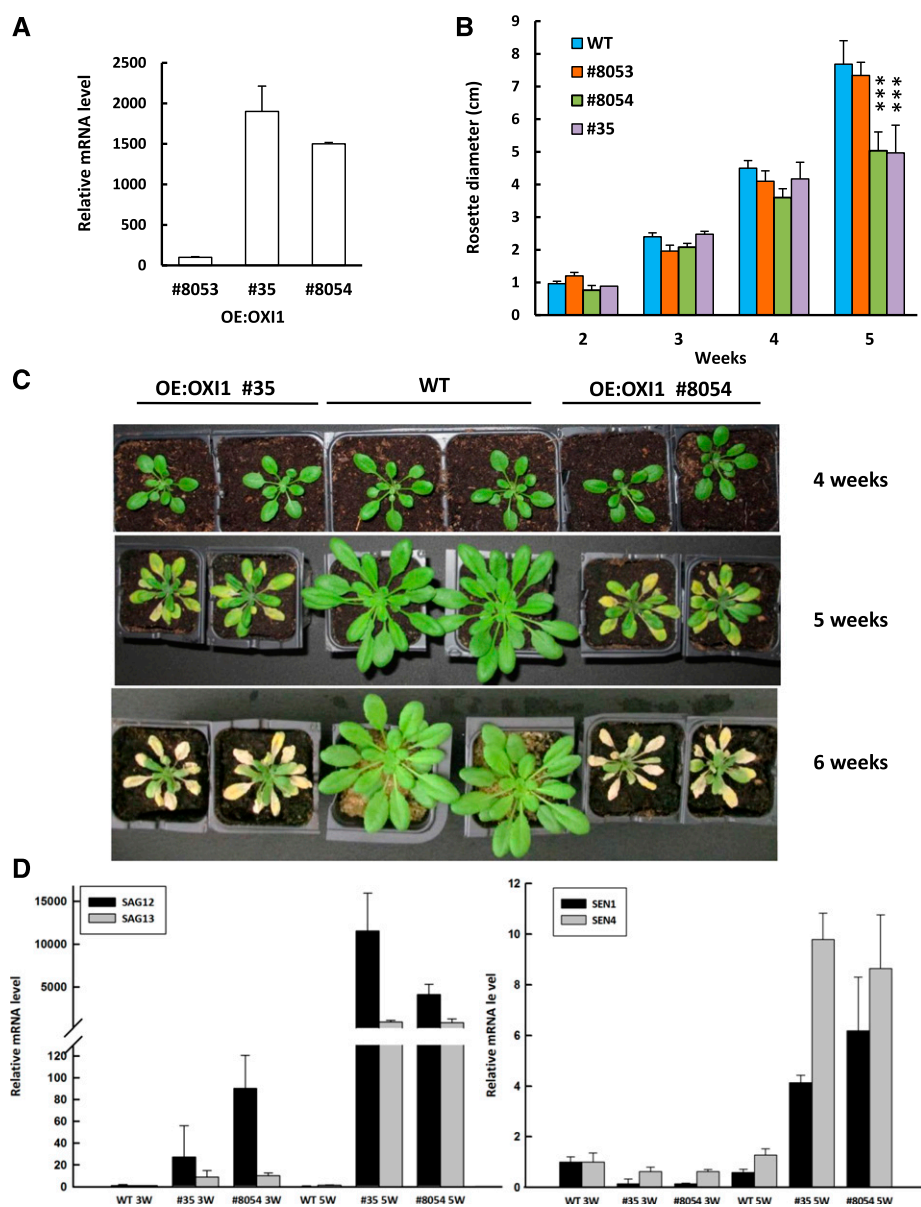 A
Relative mRNA level
2500
2000
1500
1000
500
0
#8053 #35 #8054
OE:OXI1
B
Rosette diameter (cm)
9
8
7
6
5
4
3
2
1
0
WT
#8053
#8054
#35
***
***
2 3 4 5
Weeks
C
OE:OXI1 #35 WT OE:OXI1 #8054
4 weeks
5 weeks
6 weeks
D
Relative mRNA level
15000
10000
5000
120
100
80
60
40
20
0
SAG12
SAG13
WT 3W #35 3W #8054 3W WT 5W #35 5W #8054 5W
Relative mRNA le vel
12
10
8
6
4
2
0
SEN1
SEN4
WT 3W #35 3W #8054 3W WT 5W #35 5W #8054 5W